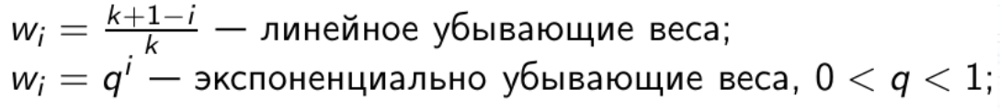 wᵢ = (k+1−i)/k — линейное убывающие веса;
wᵢ = qⁱ — экспоненциально убывающие веса, 0 < q < 1;